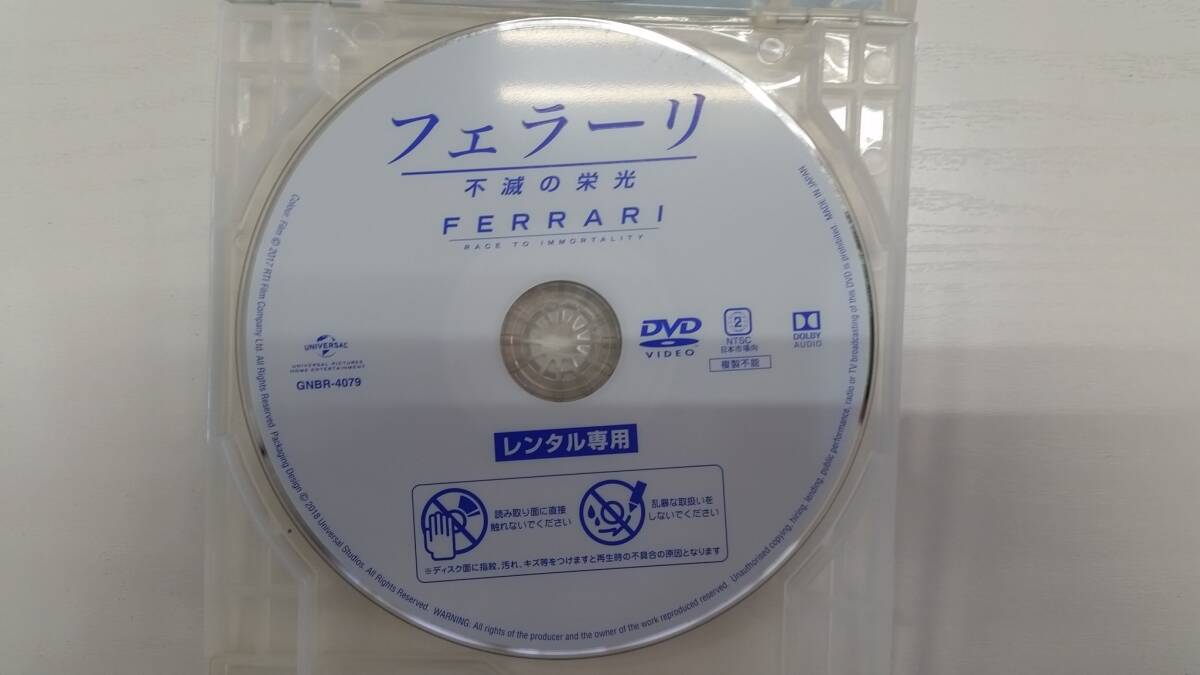 フェラーリ
不滅の栄光
FERRARI
RACE TO IMMORTALITY
UNIVERSAL
UNIVERSAL PICTURES
HOME ENTERTAINMENT
GNBR-4079
DVD
VIDEO
2
NTSC
日本市場向
複製不能
DOLBY
AUDIO
レンタル専用
読み取り面に直接
触れないでください
乱暴な取扱いを
しないでください
※ディスク面に指紋、汚れ、キズ等をつけますと再生時の不具合の原因となります
Colour Film © 2017 RTI Film Company Ltd. All Rights Reserved. Packaging Design © 2018 Universal Studios. All Rights Reserved. WARNING: All rights of the producer and the owner of the work reproduced reserved. Unauthorised copying, hiring, lending, public performance, radio or TV broadcasting of this DVD is prohibited. MADE IN JAPAN